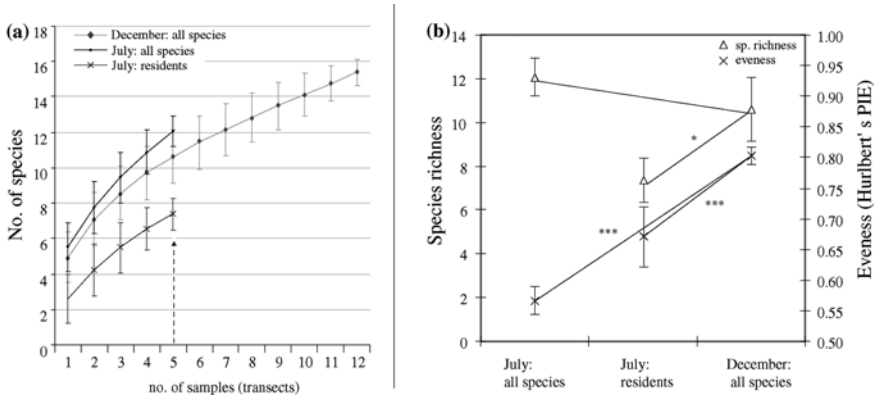 (a)
18
16
14
12
10
8
6
4
2
0
No. of species
December: all species
July: all species
July: residents
1 2 3 4 5 6 7 8 9 10 11 12
no. of samples (transects)
(b)
14
12
10
8
6
4
2
0
Species richness
sp. richness
eveness
*
***
***
1.00
0.95
0.90
0.85
0.80
0.75
0.70
0.65
0.60
0.55
0.50
Eveness (Hurlbert' s PIE)
July:
all species
July:
residents
December:
all species